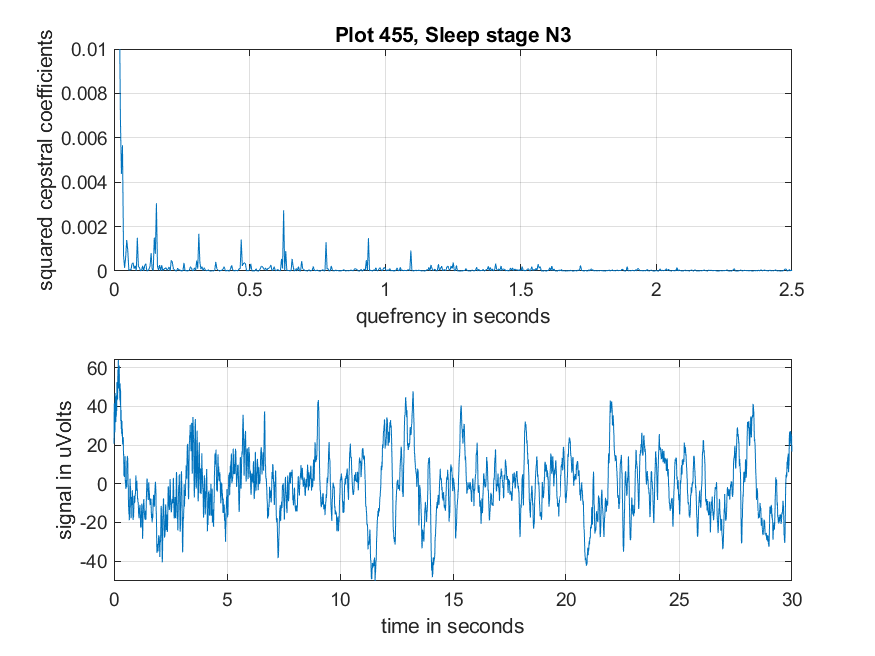 Plot 455, Sleep stage N3
squared cepstral coefficients
0.01
0.008
0.006
0.004
0.002
0
0 0.5 1 1.5 2 2.5
quefrency in seconds
signal in uVolts
60
40
20
0
-20
-40
0 5 10 15 20 25 30
time in seconds